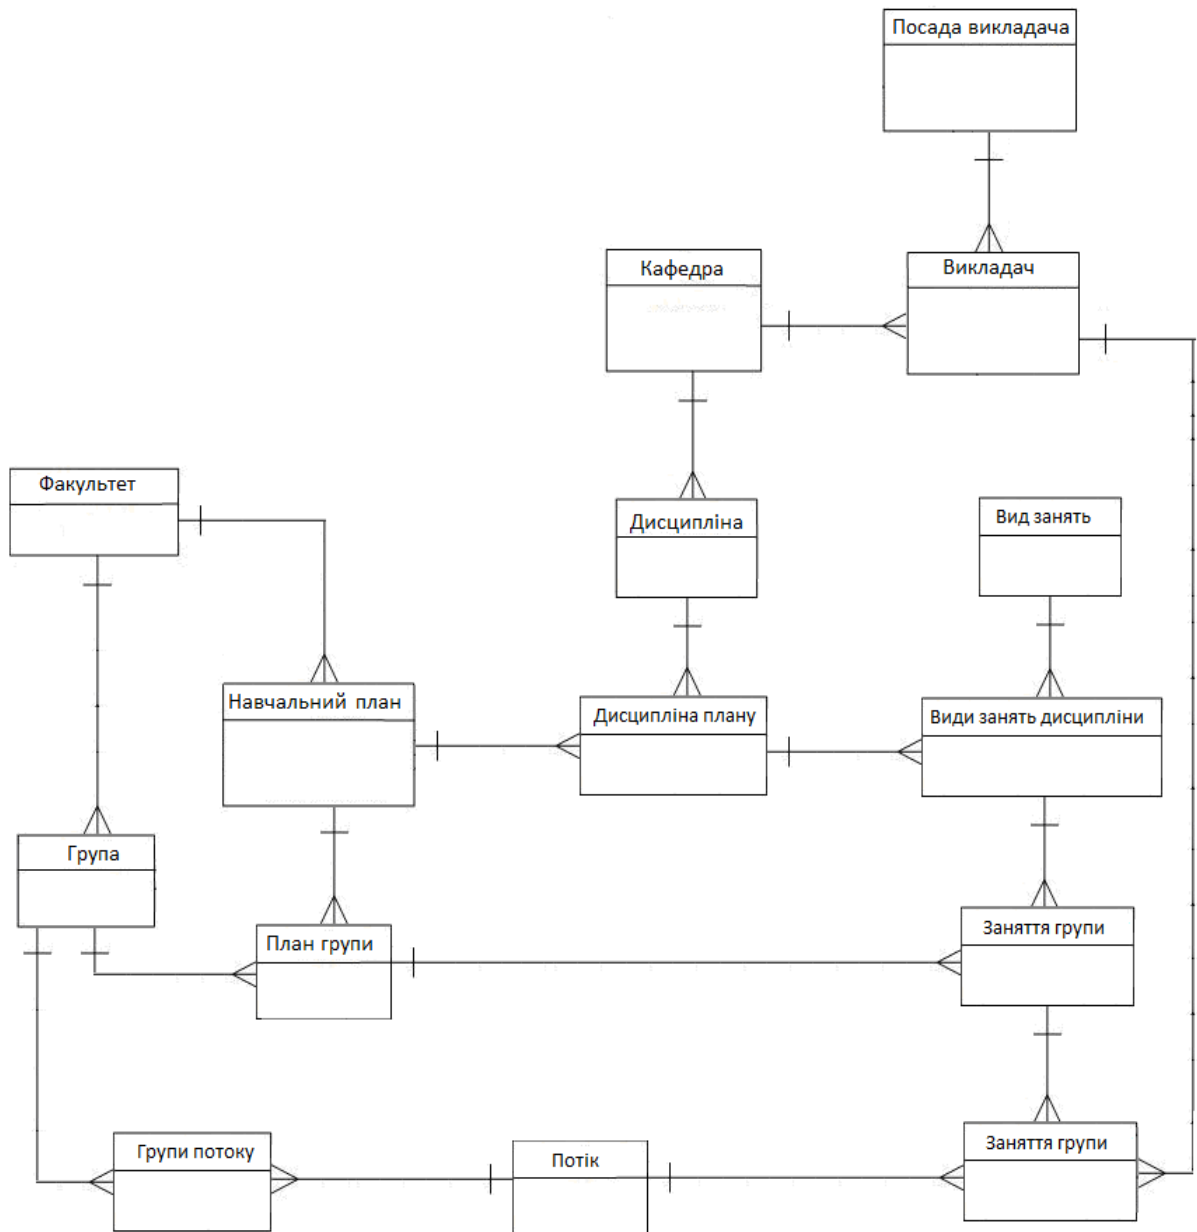 Посада викладача
Кафедра
Викладач
Факультет
Дисципліна
Вид занять
Навчальний план
Дисципліна плану
Види занять дисципліни
Група
План групи
Заняття групи
Групи потоку
Потік
Заняття групи